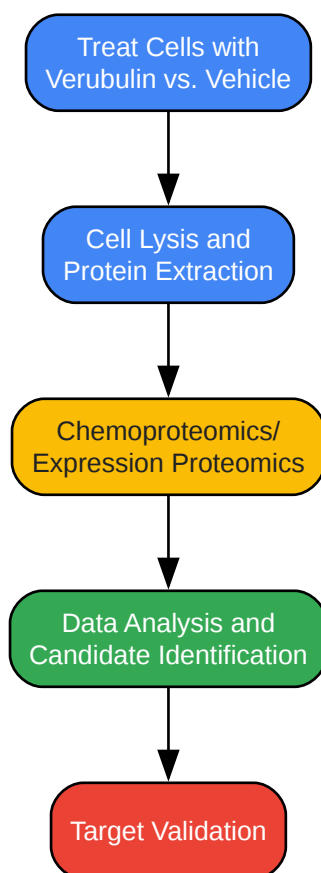 Treat Cells with
Verubulin vs. Vehicle
Cell Lysis and
Protein Extraction
Chemoproteomics/
Expression Proteomics
Data Analysis and
Candidate Identification
Target Validation